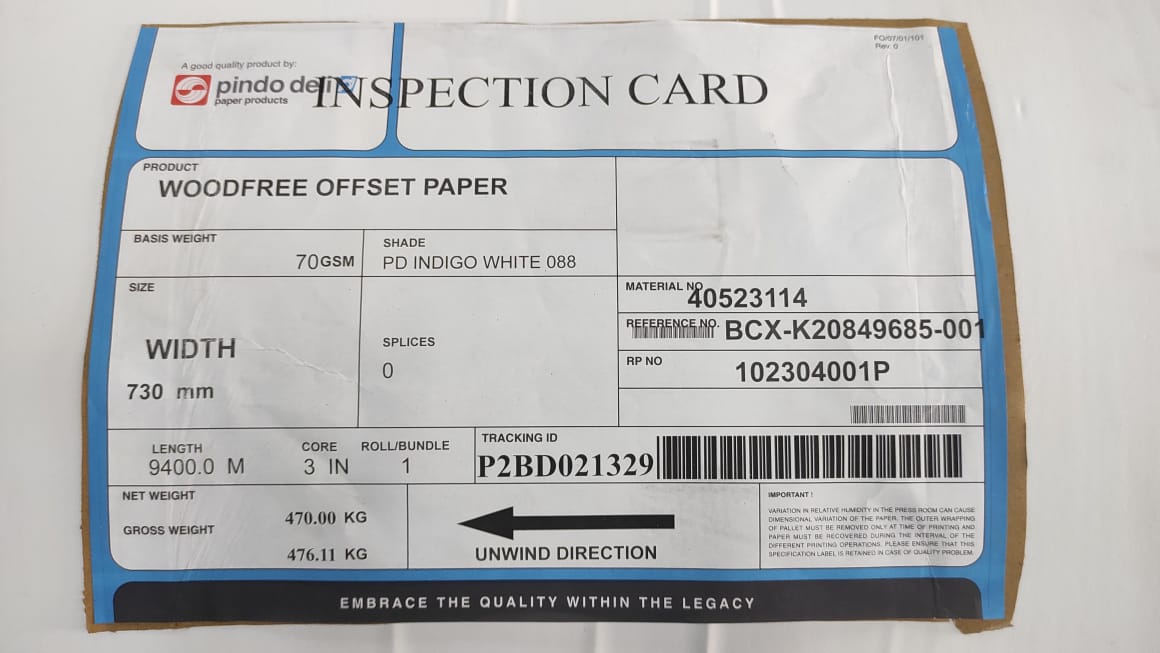 FO/07/01/101
Rev. 0
A good quality product by:
pindo deli
paper products
INSPECTION CARD
PRODUCT
WOODFREE OFFSET PAPER
BASIS WEIGHT
70GSM
SHADE
PD INDIGO WHITE 088
SIZE
WIDTH
730 mm
SPLICES
0
MATERIAL NO
40523114
REFERENCE NO.
BCX-K20849685-001
RP NO
102304001P
LENGTH
9400.0 M
CORE
3 IN
ROLL/BUNDLE
1
TRACKING ID
P2BD021329
NET WEIGHT
470.00 KG
GROSS WEIGHT
476.11 KG
UNWIND DIRECTION
IMPORTANT !
VARIATION IN RELATIVE HUMIDITY IN THE PRESS ROOM CAN CAUSE
DIMENSIONAL VARIATION OF THE PAPER. THE OUTER WRAPPING
OF PALLET MUST BE REMOVED ONLY AT TIME OF PRINTING AND
PAPER MUST BE RECOVERED DURING THE INTERVAL OF THE
DIFFERENT PRINTING OPERATIONS. PLEASE ENSURE THAT THIS
SPECIFICATION LABEL IS RETAINED IN CASE OF QUALITY PROBLEM.
EMBRACE THE QUALITY WITHIN THE LEGACY